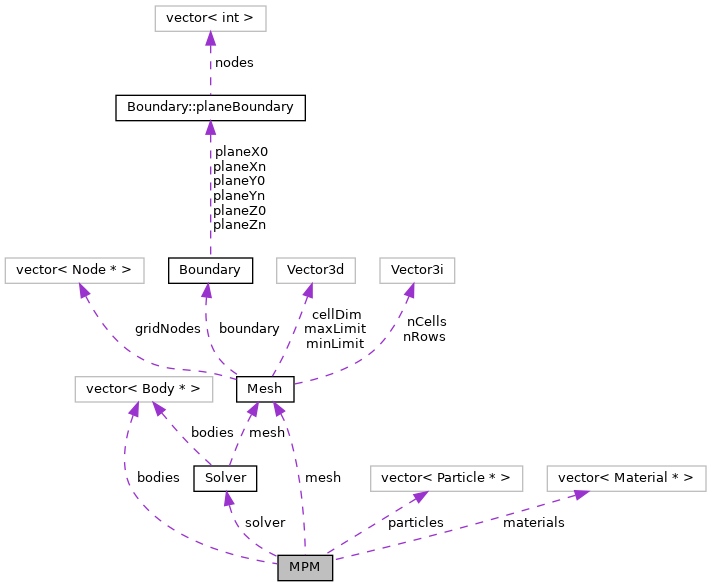 vector< int >
nodes
Boundary::planeBoundary
planeX0
planeXn
planeY0
planeYn
planeZ0
planeZn
vector< Node * >
Boundary
Vector3d
Vector3i
gridNodes
boundary
cellDim
maxLimit
minLimit
nCells
nRows
vector< Body * >
Mesh
bodies
mesh
bodies
Solver
mesh
vector< Particle * >
vector< Material * >
solver
particles
materials
MPM